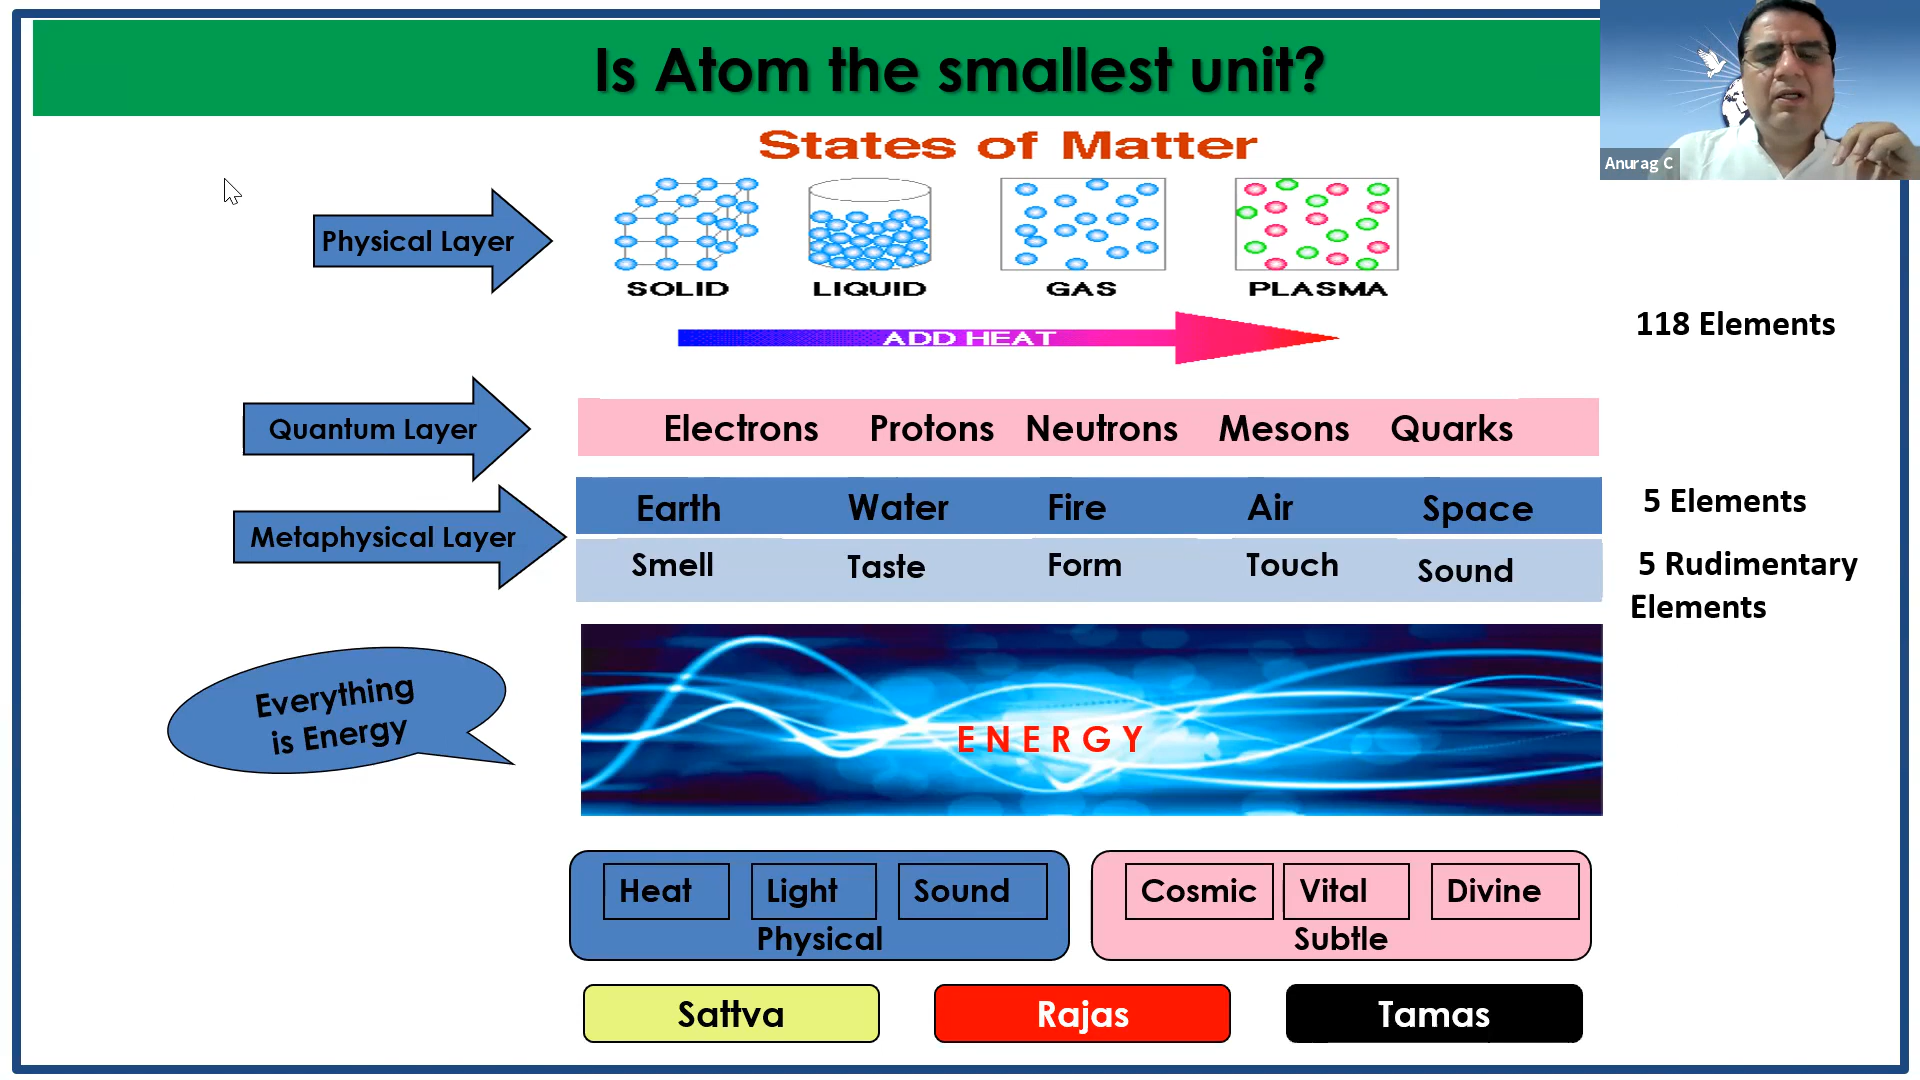 Is Atom the smallest unit?
Anurag C
States of Matter
Physical Layer
SOLID LIQUID GAS PLASMA
ADD HEAT
118 Elements
Quantum Layer
Electrons Protons Neutrons Mesons Quarks
Metaphysical Layer
Earth Water Fire Air Space
5 Elements
Smell Taste Form Touch Sound
5 Rudimentary
Elements
Everything
is Energy
ENERGY
Heat Light Sound
Physical
Cosmic Vital Divine
Subtle
Sattva Rajas Tamas